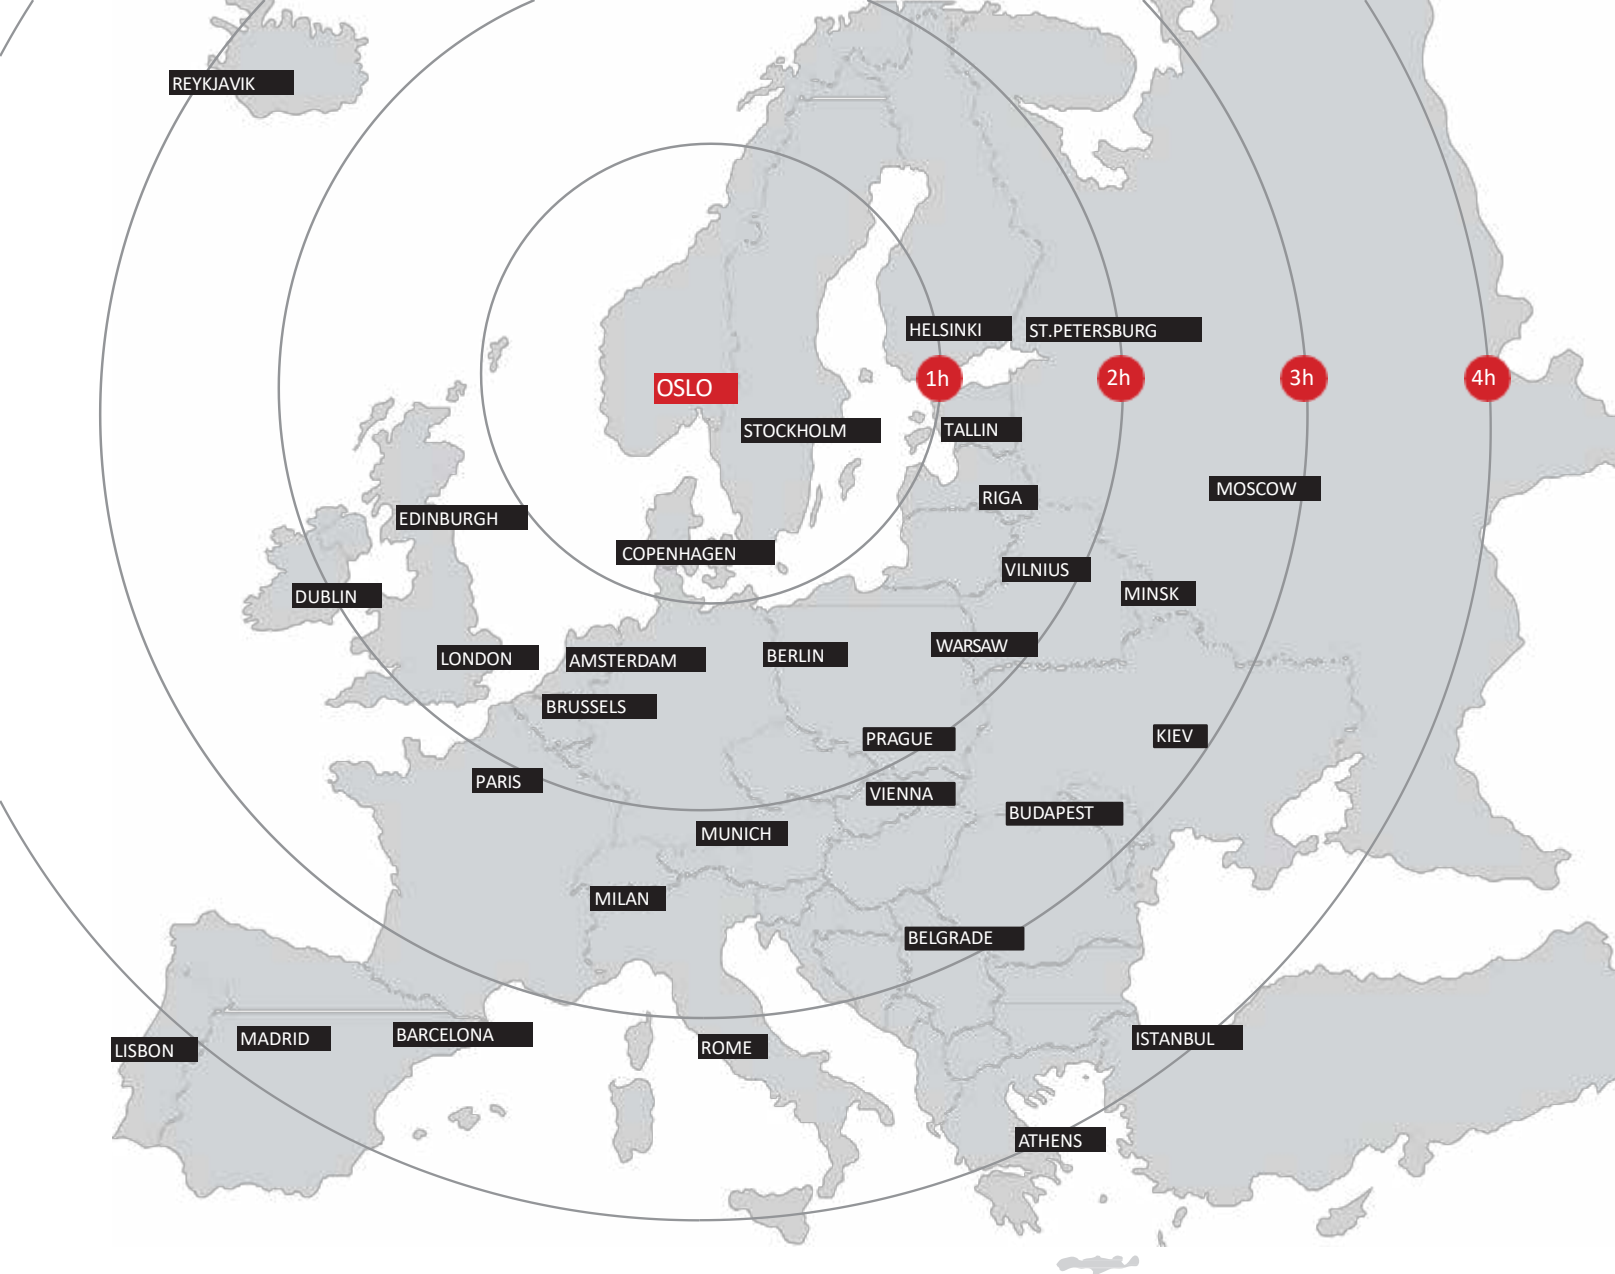 REYKJAVIK
HELSINKI
ST.PETERSBURG
1h
2h
3h
4h
OSLO
STOCKHOLM
TALLIN
MOSCOW
RIGA
EDINBURGH
COPENHAGEN
VILNIUS
DUBLIN
MINSK
WARSAW
LONDON
AMSTERDAM
BERLIN
BRUSSELS
PRAGUE
KIEV
PARIS
VIENNA
BUDAPEST
MUNICH
MILAN
BELGRADE
LISBON
MADRID
BARCELONA
ROME
ISTANBUL
ATHENS